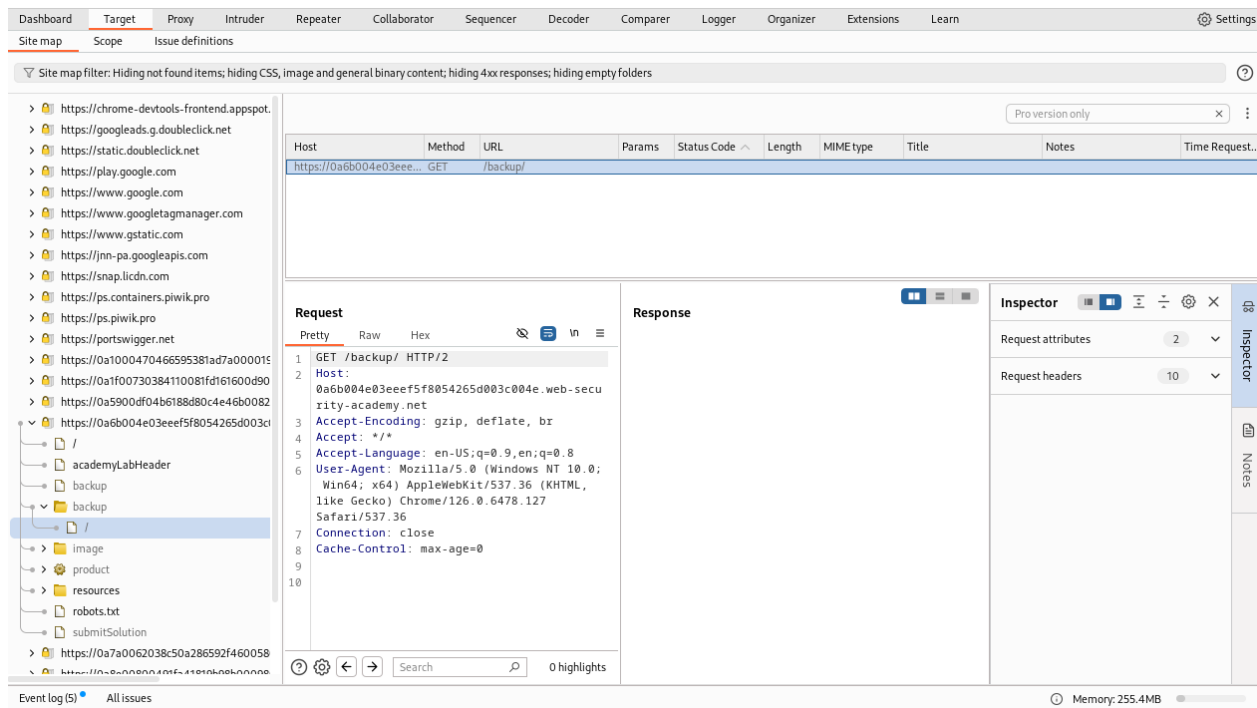 Dashboard Target Proxy Intruder Repeater Collaborator Sequencer Decoder Comparer Logger Organizer Extensions Learn Settings
Site map Scope Issue definitions
Site map filter: Hiding not found items; hiding CSS, image and general binary content; hiding 4xx responses; hiding empty folders
https://chrome-devtools-frontend.appspot.
https://googleads.g.doubleclick.net
https://static.doubleclick.net
https://play.google.com
https://www.google.com
https://www.googletagmanager.com
https://www.gstatic.com
https://jnn-pa.googleapis.com
https://snap.licdn.com
https://ps.containers.piwik.pro
https://ps.piwik.pro
https://portswigger.net
https://0a1000470466595381ad7a000019
https://0a1f00730384110081fd161600d90
https://0a5900df04b6188d80c4e46b0082
https://0a6b004e03eeef5f8054265d003c0
/
academyLabHeader
backup
backup
/
image
product
resources
robots.txt
submitSolution
https://0a7a0062038c50a286592f460058
Pro version only
Host Method URL Params Status Code Length MIME type Title Notes Time Request...
https://0a6b004e03eee... GET /backup/
Request
Pretty Raw Hex \n
1 GET /backup/ HTTP/2
2 Host:
0a6b004e03eeef5f8054265d003c004e.web-secu
rity-academy.net
3 Accept-Encoding: gzip, deflate, br
4 Accept: */*
5 Accept-Language: en-US;q=0.9,en;q=0.8
6 User-Agent: Mozilla/5.0 (Windows NT 10.0;
Win64; x64) AppleWebKit/537.36 (KHTML,
like Gecko) Chrome/126.0.6478.127
Safari/537.36
7 Connection: close
8 Cache-Control: max-age=0
9
10
Search 0 highlights
Response
Inspector
Request attributes 2
Request headers 10
Inspector
Notes
Event log (5) All issues Memory: 255.4MB